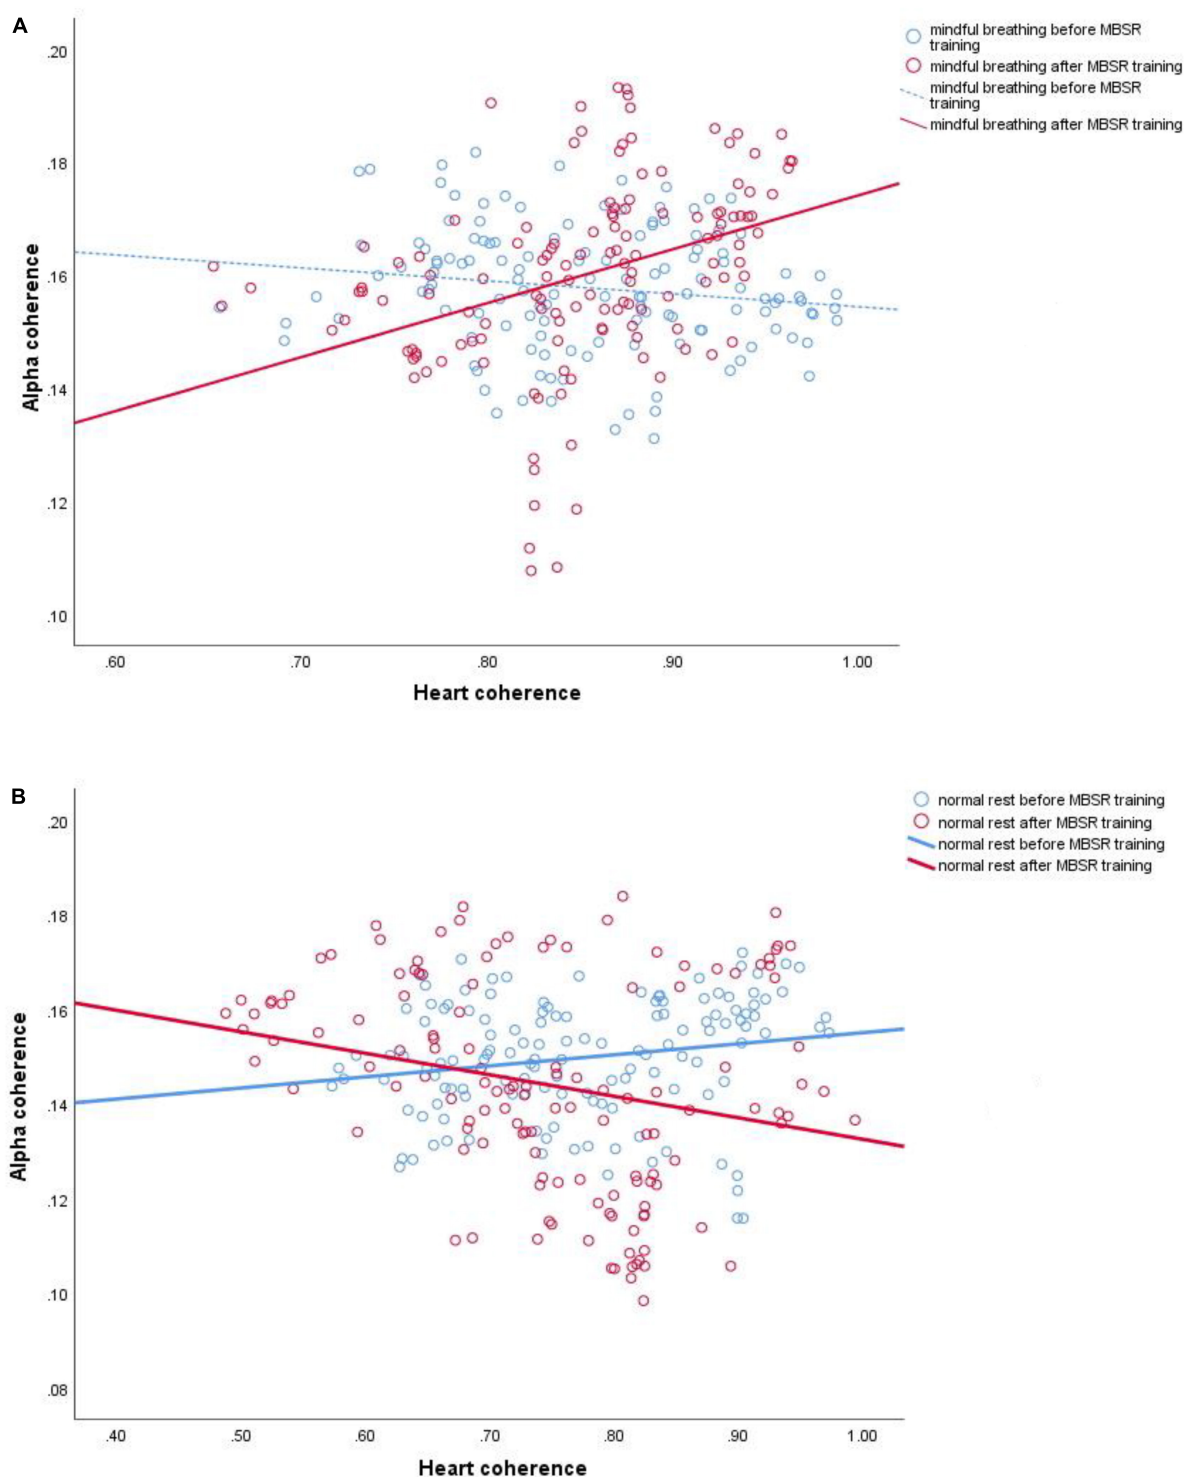 A
mindful breathing before MBSR
training
mindful breathing after MBSR training
mindful breathing before MBSR
training
mindful breathing after MBSR training
.20
.18
.16
.14
.12
.10
Alpha coherence
.60 .70 .80 .90 1.00
Heart coherence
B
normal rest before MBSR training
normal rest after MBSR training
normal rest before MBSR training
normal rest after MBSR training
.20
.18
.16
.14
.12
.10
.08
Alpha coherence
.40 .50 .60 .70 .80 .90 1.00
Heart coherence